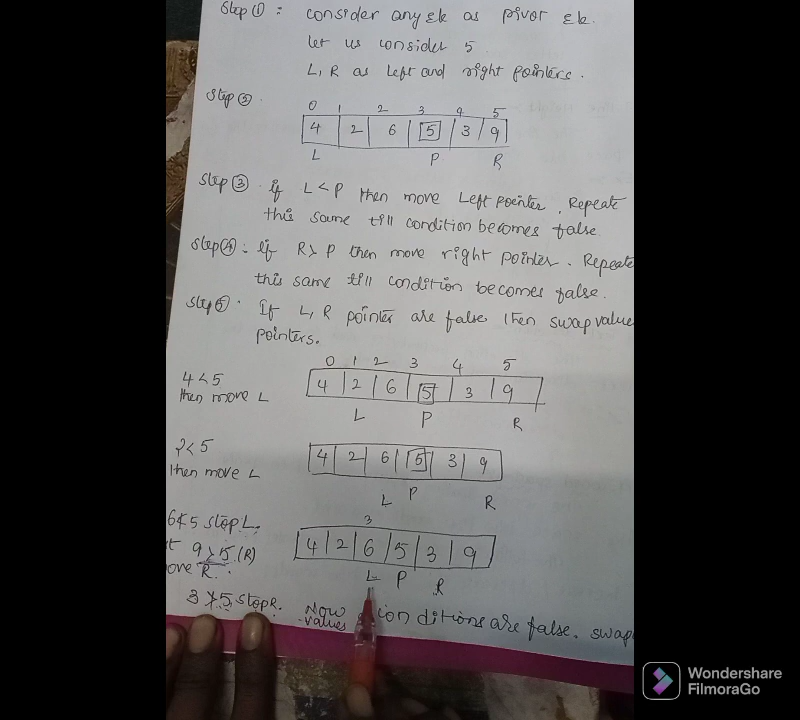 Step ① : consider any ele as pivot ele.
let us consider 5
L, R as left and right pointers.
Step ②
0 1 2 3 4 5
4 2 6 5 3 9
L P R
Step ③ if L < P then move Left pointer. Repeat
this same till condition becomes false
Step ④ : if R > P then move right pointer. Repeat
this same till condition becomes false.
Step ⑤ . If L, R pointer are false then swap value
pointers.
0 1 2 3 4 5
4 < 5
then move L
4 2 6 5 3 9
L P R
2 < 5
then move L
4 2 6 5 3 9
L P R
3
6 ≮ 5 stop L.
4 2 6 5 3 9
9 > 5 (R)
ove R.
L P R
3 ≯ 5 stop R. Now conditions are false. swap
values
Wondershare
FilmoraGo